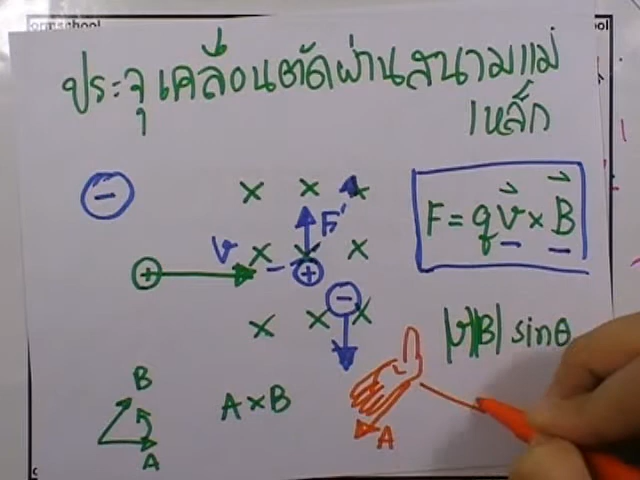 ประจุเคลื่อนตัดผ่านสนามแม่
เหล็ก
F = qv⃗ × B⃗
F
v
|v||B| sinθ
A×B
B
A
A